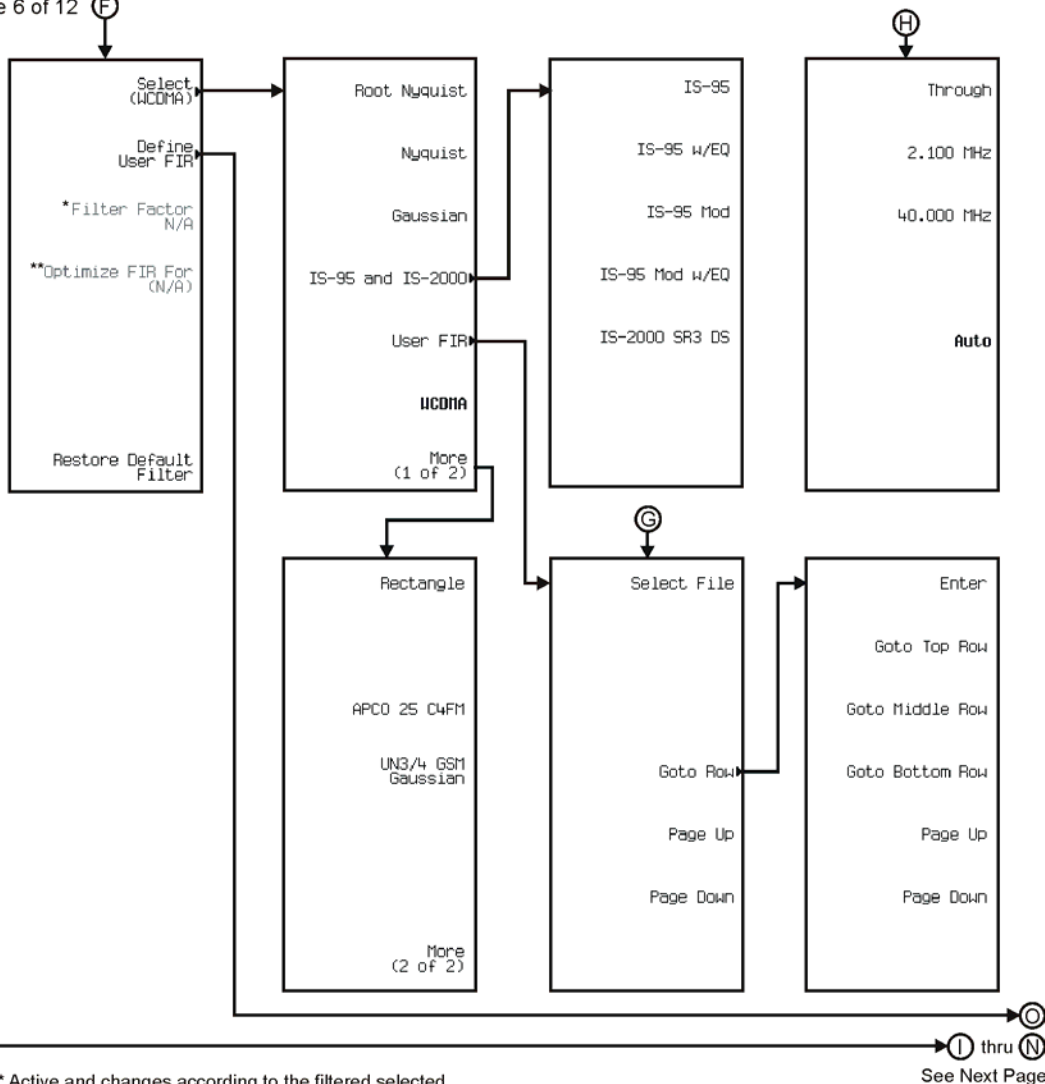 e 6 of 12 F
H
Select
(WCDMA)
Define
User FIR
*Filter Factor
N/A
**Optimize FIR For
(N/A)
Restore Default
Filter
Root Nyquist
Nyquist
Gaussian
IS-95 and IS-2000
User FIR
WCDMA
More
(1 of 2)
IS-95
IS-95 w/EQ
IS-95 Mod
IS-95 Mod w/EQ
IS-2000 SR3 DS
Through
2.100 MHz
40.000 MHz
Auto
Rectangle
APCO 25 C4FM
UN3/4 GSM
Gaussian
More
(2 of 2)
G
Select File
Goto Row
Page Up
Page Down
Enter
Goto Top Row
Goto Middle Row
Goto Bottom Row
Page Up
Page Down
O
I thru N
See Next Page
* Active and changes according to the filtered selected